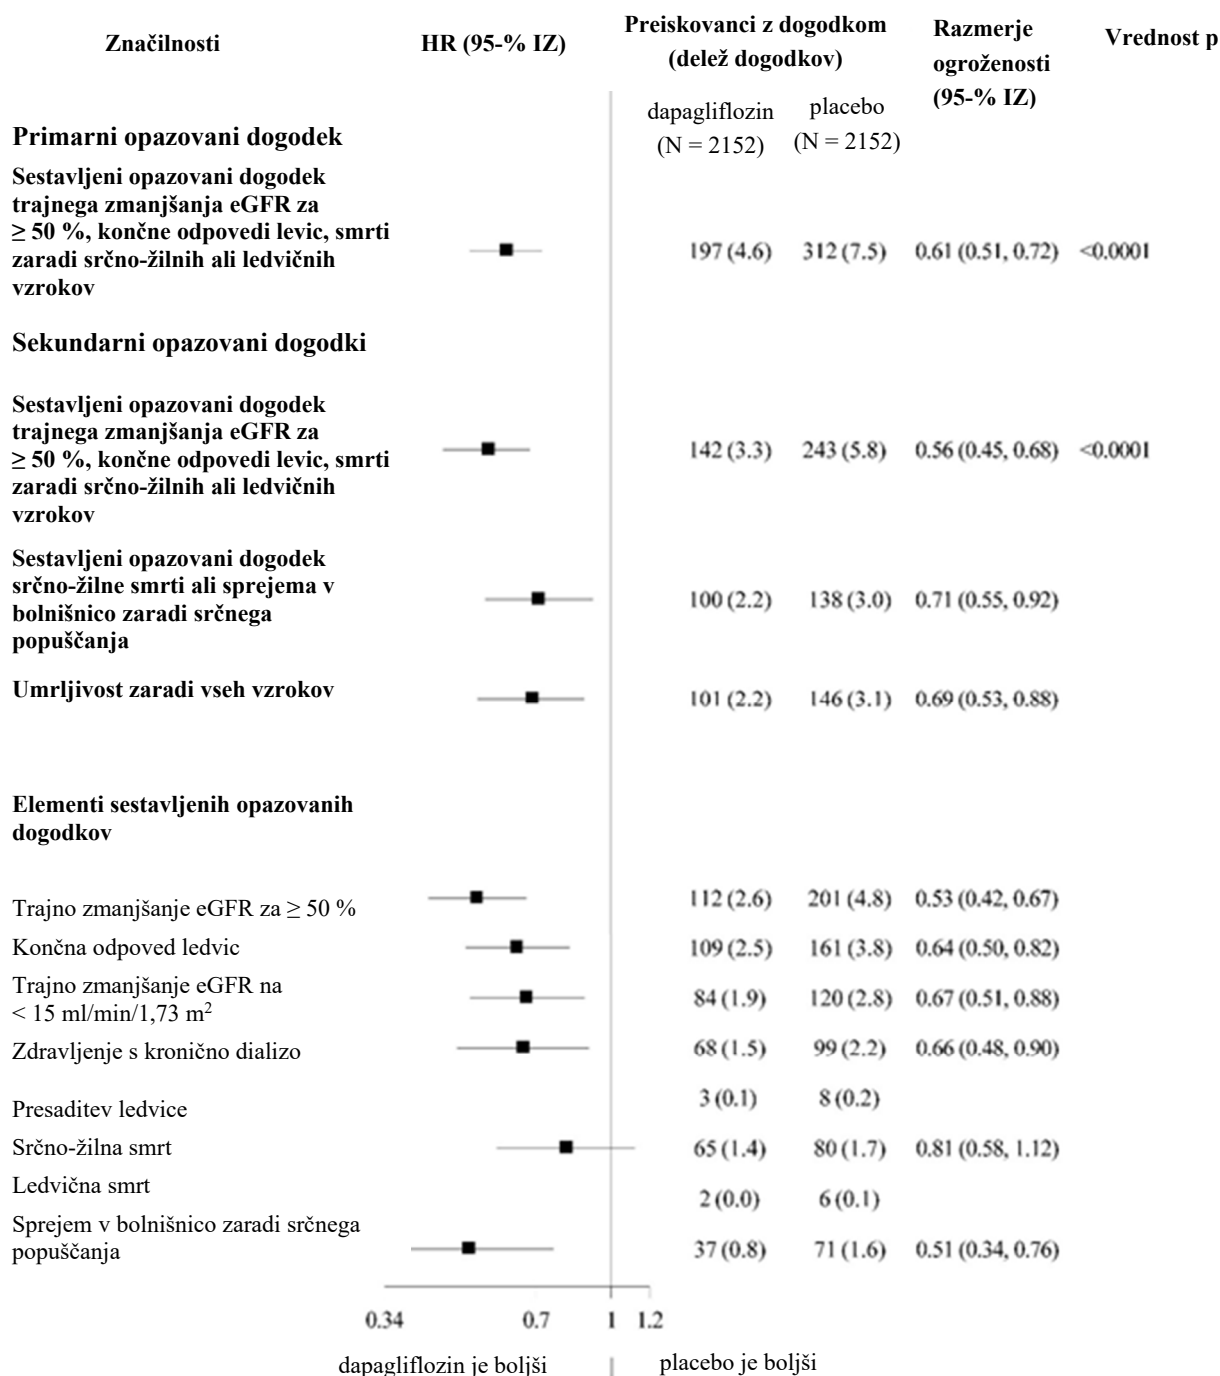 Značilnosti
HR (95-% IZ)
Preiskovanci z dogodkom
(delež dogodkov)
Razmerje
ogroženosti
(95-% IZ)
Vrednost p
dapagliflozin
(N = 2152)
placebo
(N = 2152)
Primarni opazovani dogodek
Sestavljeni opazovani dogodek
trajnega zmanjšanja eGFR za
≥ 50 %, končne odpovedi levic, smrti
zaradi srčno-žilnih ali ledvičnih
vzrokov
197 (4.6) 312 (7.5) 0.61 (0.51, 0.72) <0.0001
Sekundarni opazovani dogodki
Sestavljeni opazovani dogodek
trajnega zmanjšanja eGFR za
≥ 50 %, končne odpovedi levic, smrti
zaradi srčno-žilnih ali ledvičnih
vzrokov
142 (3.3) 243 (5.8) 0.56 (0.45, 0.68) <0.0001
Sestavljeni opazovani dogodek
srčno-žilne smrti ali sprejema v
bolnišnico zaradi srčnega
popuščanja
100 (2.2) 138 (3.0) 0.71 (0.55, 0.92)
Umrljivost zaradi vseh vzrokov
101 (2.2) 146 (3.1) 0.69 (0.53, 0.88)
Elementi sestavljenih opazovanih
dogodkov
Trajno zmanjšanje eGFR za ≥ 50 %
112 (2.6) 201 (4.8) 0.53 (0.42, 0.67)
Končna odpoved ledvic
109 (2.5) 161 (3.8) 0.64 (0.50, 0.82)
Trajno zmanjšanje eGFR na
< 15 ml/min/1,73 m²
84 (1.9) 120 (2.8) 0.67 (0.51, 0.88)
Zdravljenje s kronično dializo
68 (1.5) 99 (2.2) 0.66 (0.48, 0.90)
Presaditev ledvice
3 (0.1) 8 (0.2)
Srčno-žilna smrt
65 (1.4) 80 (1.7) 0.81 (0.58, 1.12)
Ledvična smrt
2 (0.0) 6 (0.1)
Sprejem v bolnišnico zaradi srčnega
popuščanja
37 (0.8) 71 (1.6) 0.51 (0.34, 0.76)
0.34 0.7 1 1.2
dapagliflozin je boljši
placebo je boljši